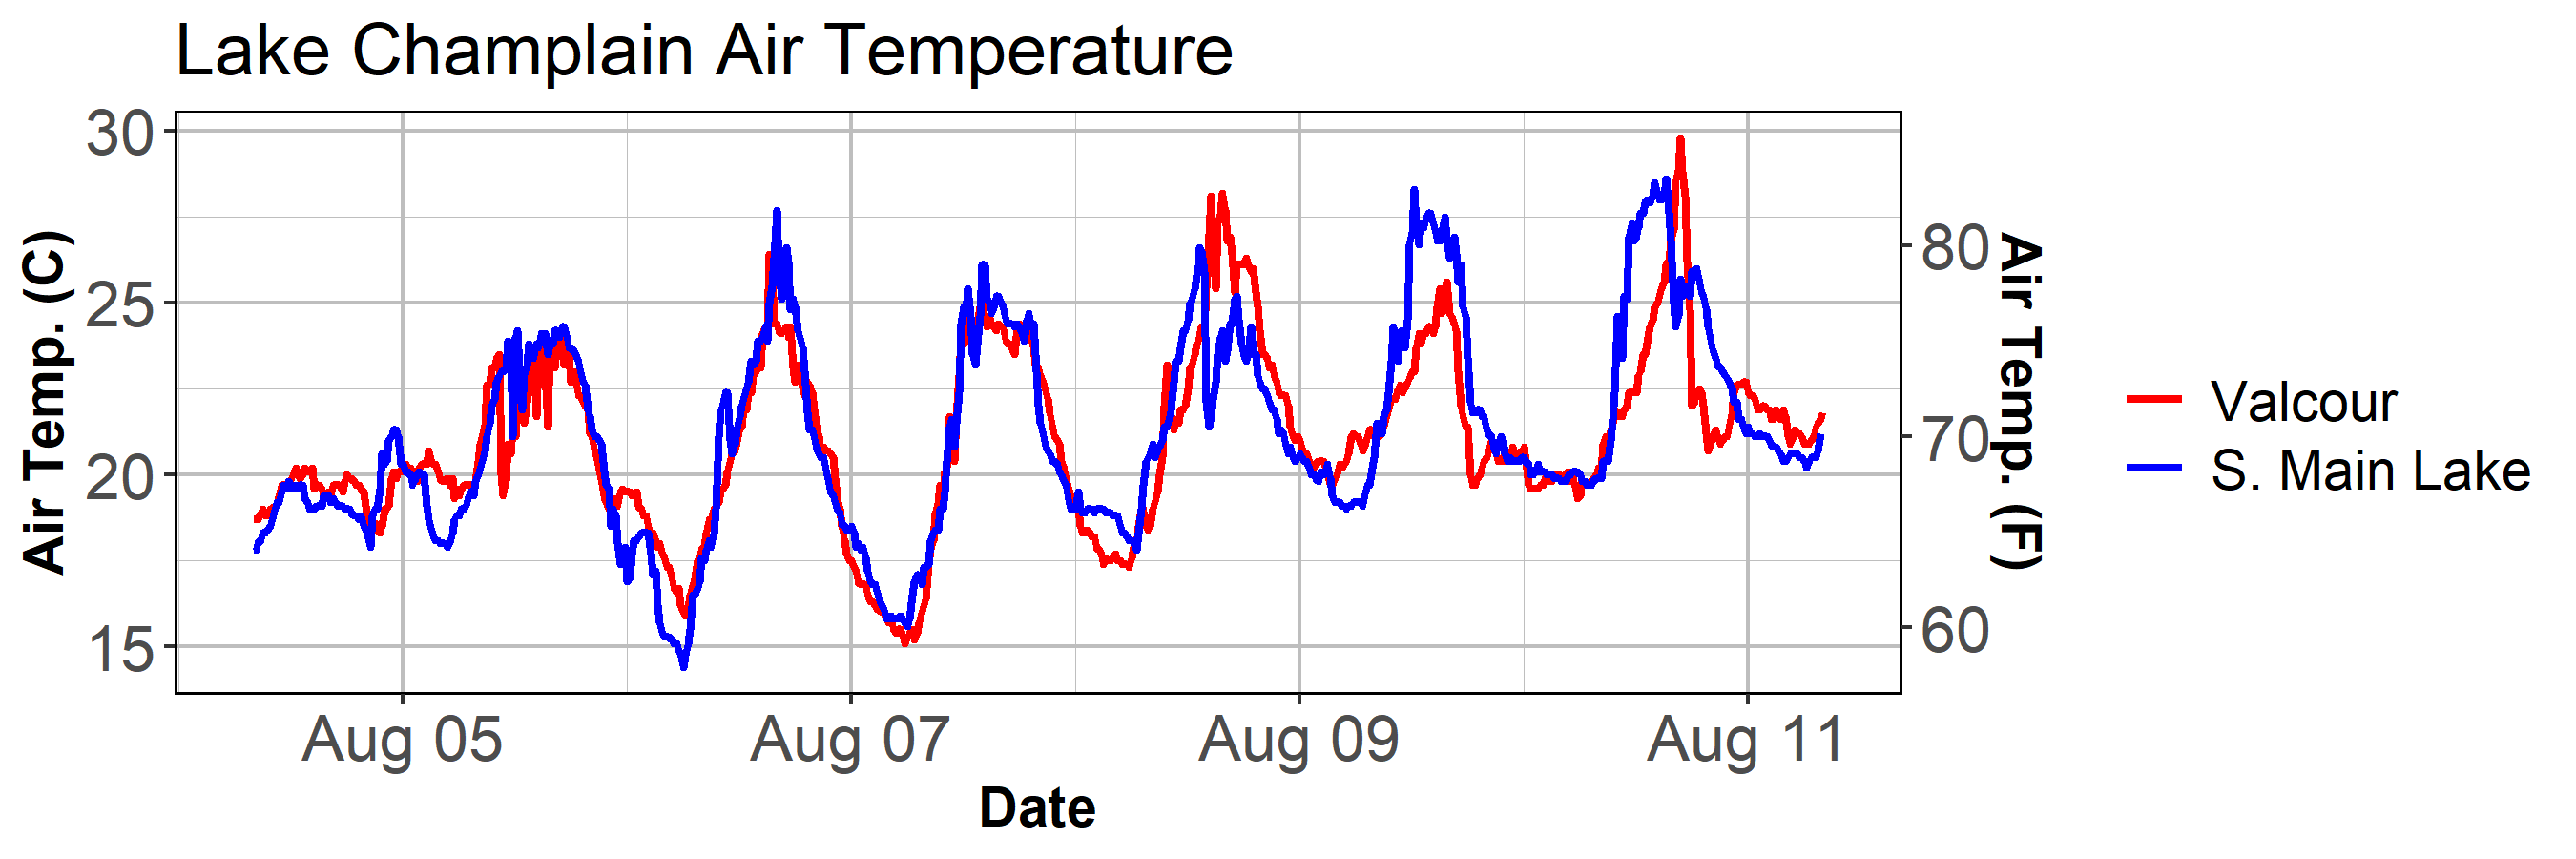 Lake Champlain Air Temperature
30
25
20
15
Air Temp. (C)
80
70
60
Air Temp. (F)
Aug 05
Aug 07
Aug 09
Aug 11
Date
Valcour
S. Main Lake